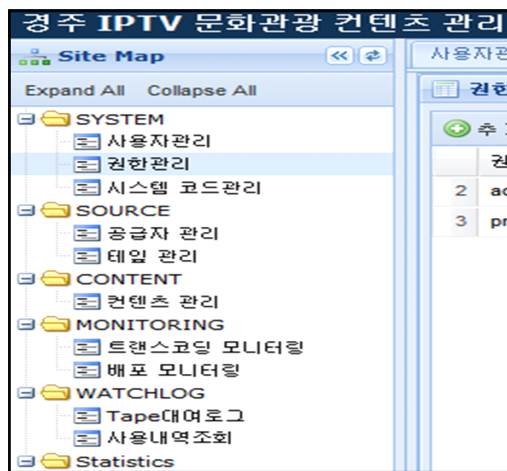 경주 IPTV 문화관광 컨텐츠 관리
Site Map
사용자관
Expand All Collapse All
권한
추
SYSTEM
사용자관리
권한관리
시스템 코드관리
SOURCE
공급자 관리
테잎 관리
CONTENT
컨텐츠 관리
MONITORING
트랜스코딩 모니터링
배포 모니터링
WATCHLOG
Tape대여로그
사용내역조회
Statistics
권
2 ac
3 pr